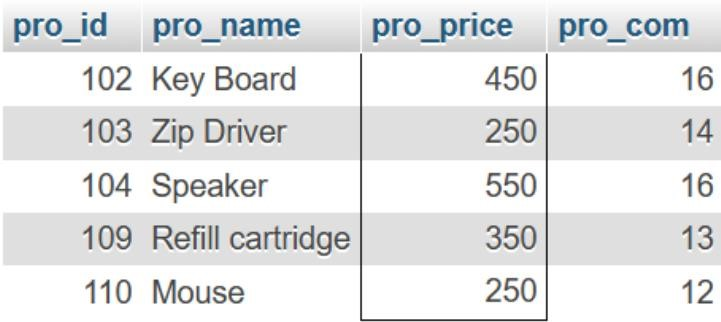 pro_id pro_name pro_price pro_com
102 Key Board 450 16
103 Zip Driver 250 14
104 Speaker 550 16
109 Refill cartridge 350 13
110 Mouse 250 12